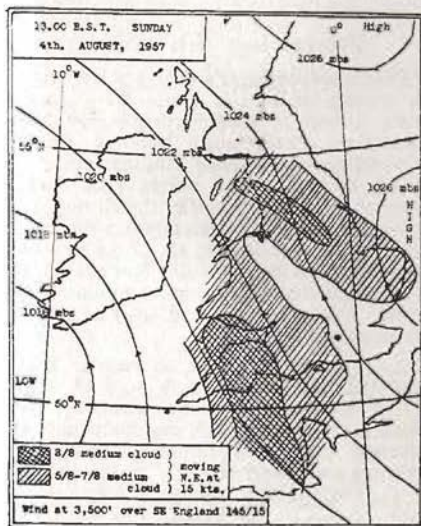 13.00 B.S.T. SUNDAY
4th. AUGUST, 1957
0°
High
1026 mbs
10°W
1024 mbs
55°N
1022 mbs
1020 mbs
1026 mbs
HIGH
1018 mbs
1016 mbs
LOW
50°N
8/8 medium cloud )
5/8-7/8 medium cloud )
moving N.E. at 15 kts.
Wind at 3,500' over SE England 145/15